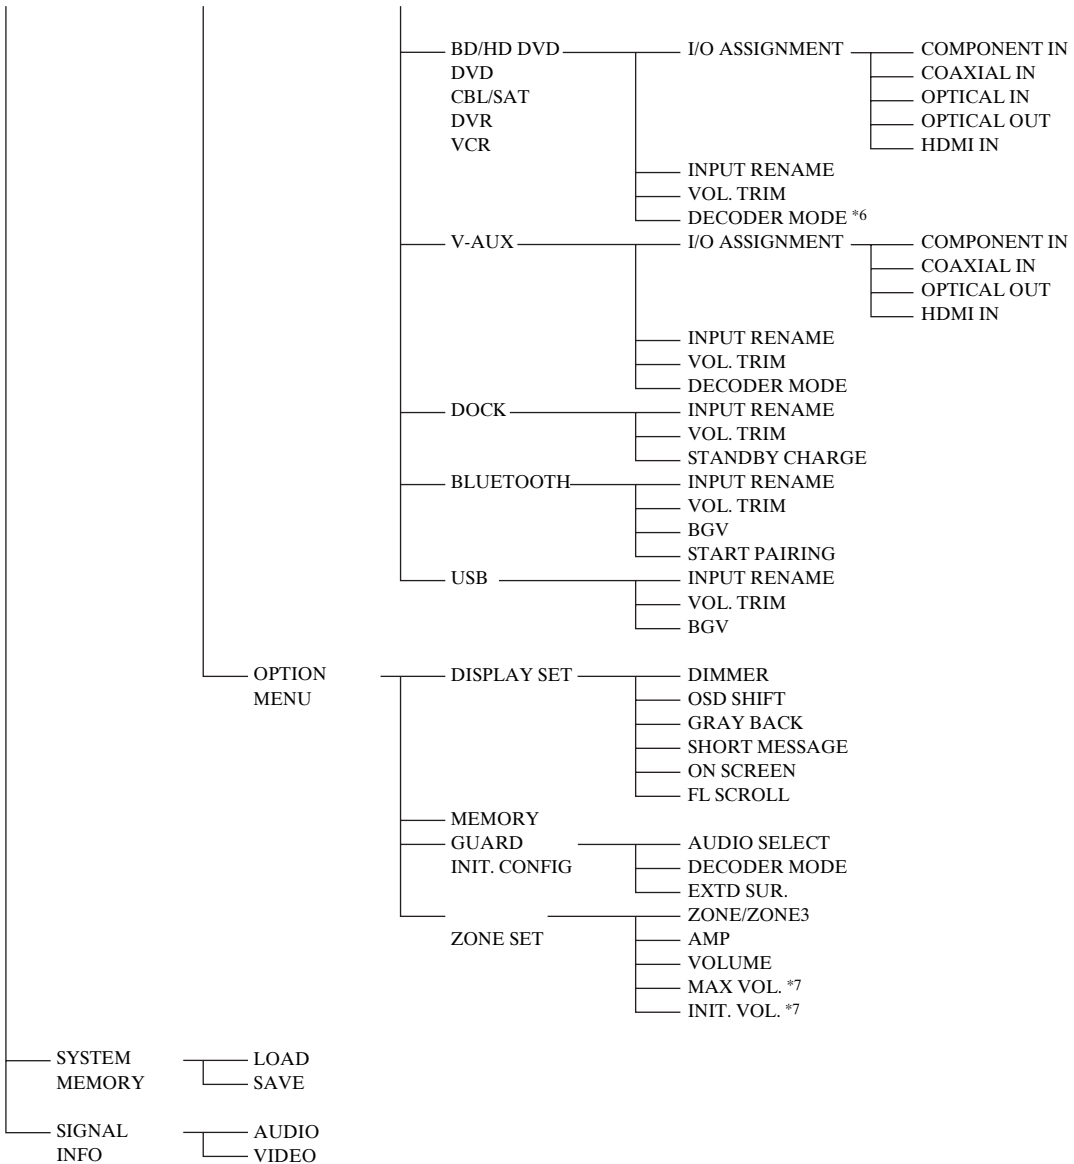 BD/HD DVD I/O ASSIGNMENT COMPONENT IN
DVD COAXIAL IN
CBL/SAT OPTICAL IN
DVR OPTICAL OUT
VCR HDMI IN
INPUT RENAME
VOL. TRIM
DECODER MODE *6
V-AUX I/O ASSIGNMENT COMPONENT IN
COAXIAL IN
OPTICAL OUT
HDMI IN
INPUT RENAME
VOL. TRIM
DECODER MODE
DOCK INPUT RENAME
VOL. TRIM
STANDBY CHARGE
BLUETOOTH INPUT RENAME
VOL. TRIM
BGV
START PAIRING
USB INPUT RENAME
VOL. TRIM
BGV
OPTION DISPLAY SET DIMMER
MENU OSD SHIFT
GRAY BACK
SHORT MESSAGE
ON SCREEN
FL SCROLL
MEMORY
GUARD AUDIO SELECT
INIT. CONFIG DECODER MODE
EXTD SUR.
ZONE/ZONE3
ZONE SET AMP
VOLUME
MAX VOL. *7
INIT. VOL. *7
SYSTEM LOAD
MEMORY SAVE
SIGNAL AUDIO
INFO VIDEO